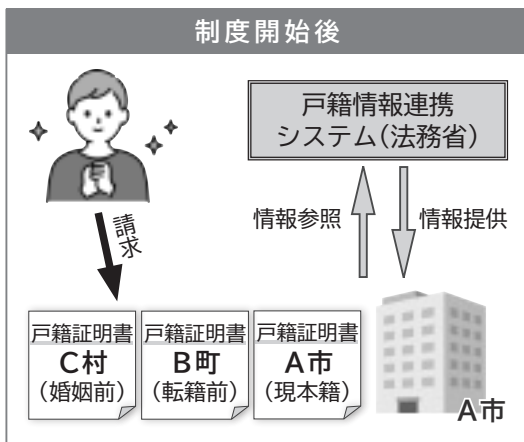 制度開始後
戸籍情報連携
システム(法務省)
請求
情報参照
情報提供
戸籍証明書
C村
(婚姻前)
戸籍証明書
B町
(転籍前)
戸籍証明書
A市
(現本籍)
A市